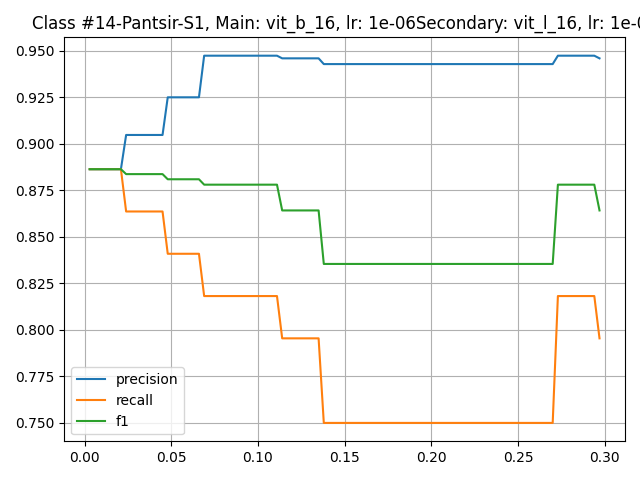 Class #14-Pantsir-S1, Main: vit_b_16, lr: 1e-06Secondary: vit_l_16, lr: 1e-0
0.950
0.925
0.900
0.875
0.850
0.825
0.800
0.775
0.750
precision
recall
f1
0.00 0.05 0.10 0.15 0.20 0.25 0.30